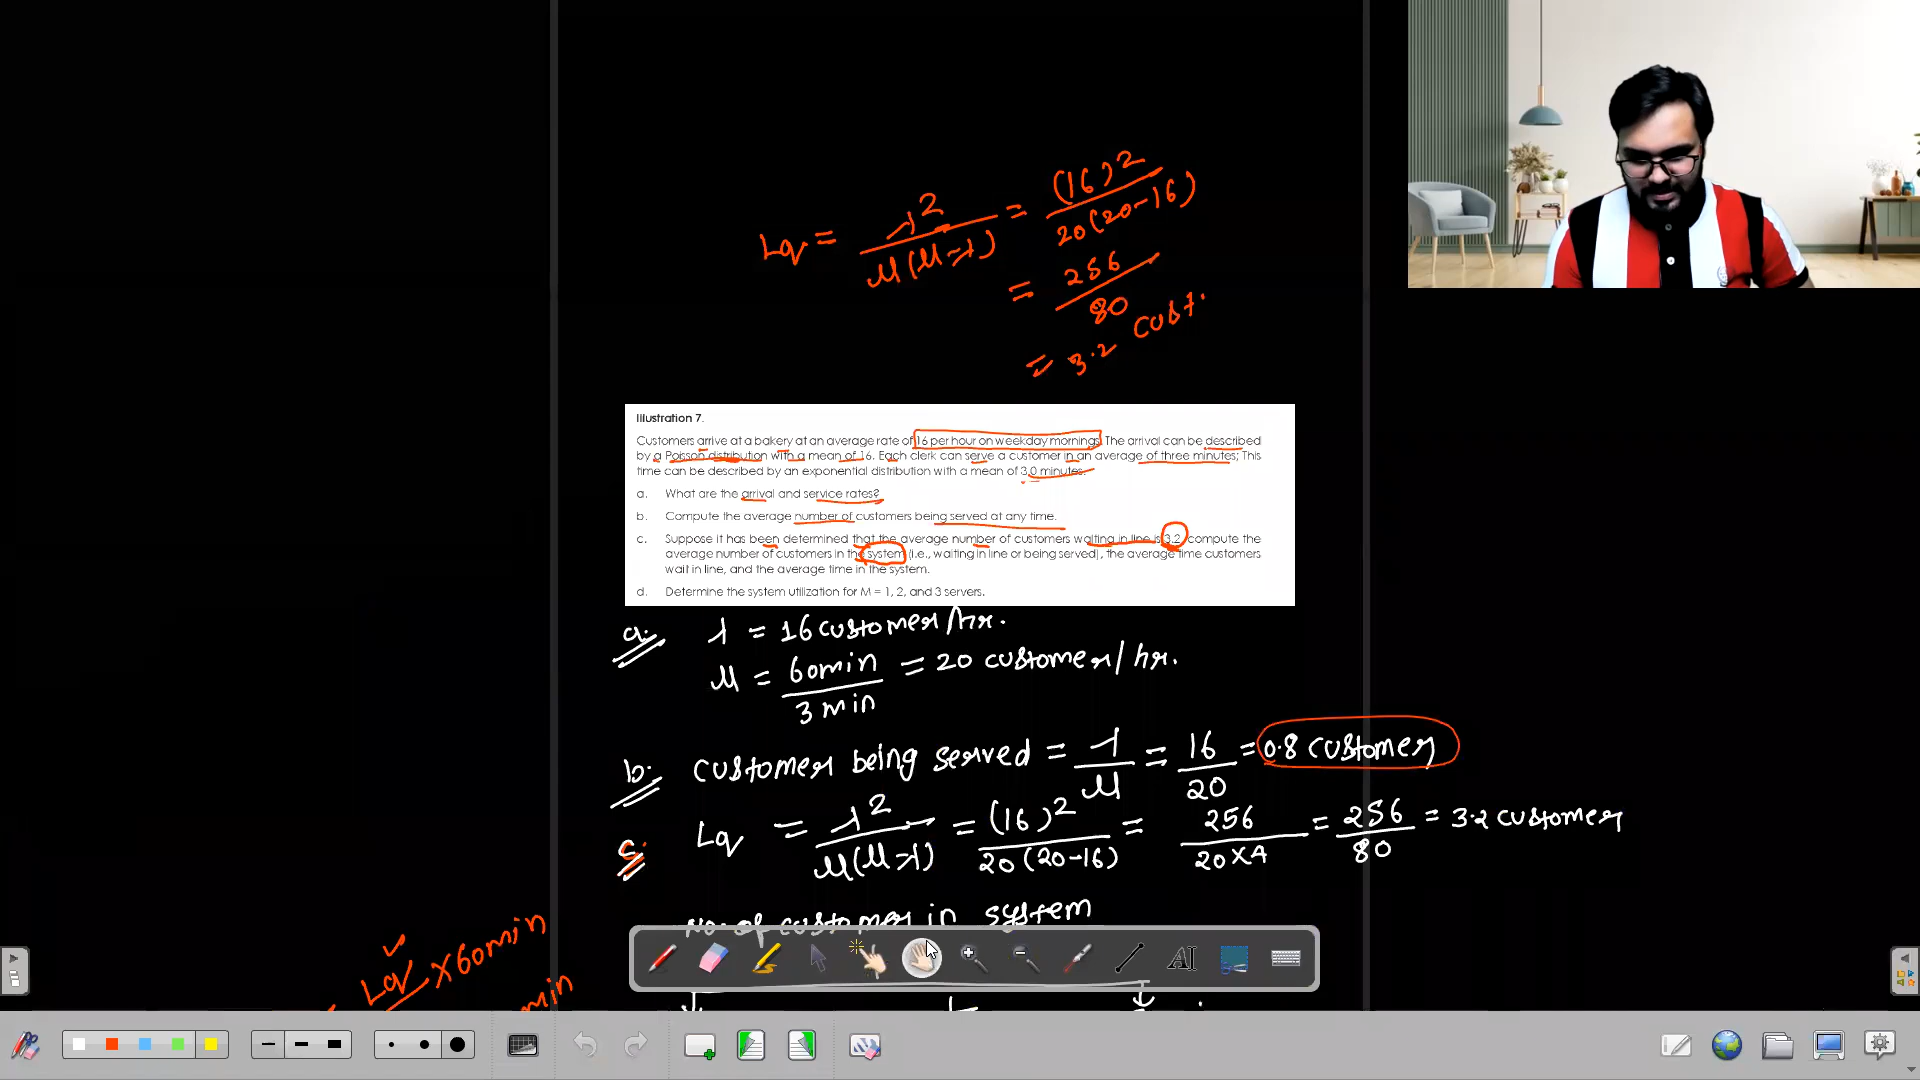 Lq = λ² / μ(μ-λ) = (16)² / 20(20-16)
= 256 / 80
= 3.2 cust.
Illustration 7.
Customers arrive at a bakery at an average rate of 16 per hour on weekday mornings. The arrival can be described
by a Poisson distribution with a mean of 16. Each clerk can serve a customer in an average of three minutes; This
time can be described by an exponential distribution with a mean of 3.0 minutes.
a. What are the arrival and service rates?
b. Compute the average number of customers being served at any time.
c. Suppose it has been determined that the average number of customers waiting in line is 3.2, compute the
average number of customers in the system (i.e., waiting in line or being served), the average time customers
wait in line, and the average time in the system.
d. Determine the system utilization for M = 1, 2, and 3 servers.
a. λ = 16 customer/hr.
μ = 60min / 3 min = 20 customer/hr.
b. Customer being served = λ / μ = 16 / 20 = 0.8 customer
c. Lq = λ² / μ(μ-λ) = (16)² / 20(20-16) = 256 / 20×4 = 256 / 80 = 3.2 customer
No. of customer in system
Lq × 60min
min